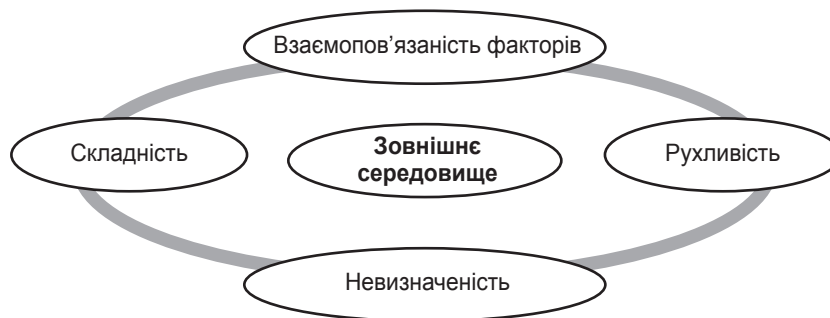 Взаємопов’язаність факторів
Складність
Зовнішнє
середовище
Рухливість
Невизначеність